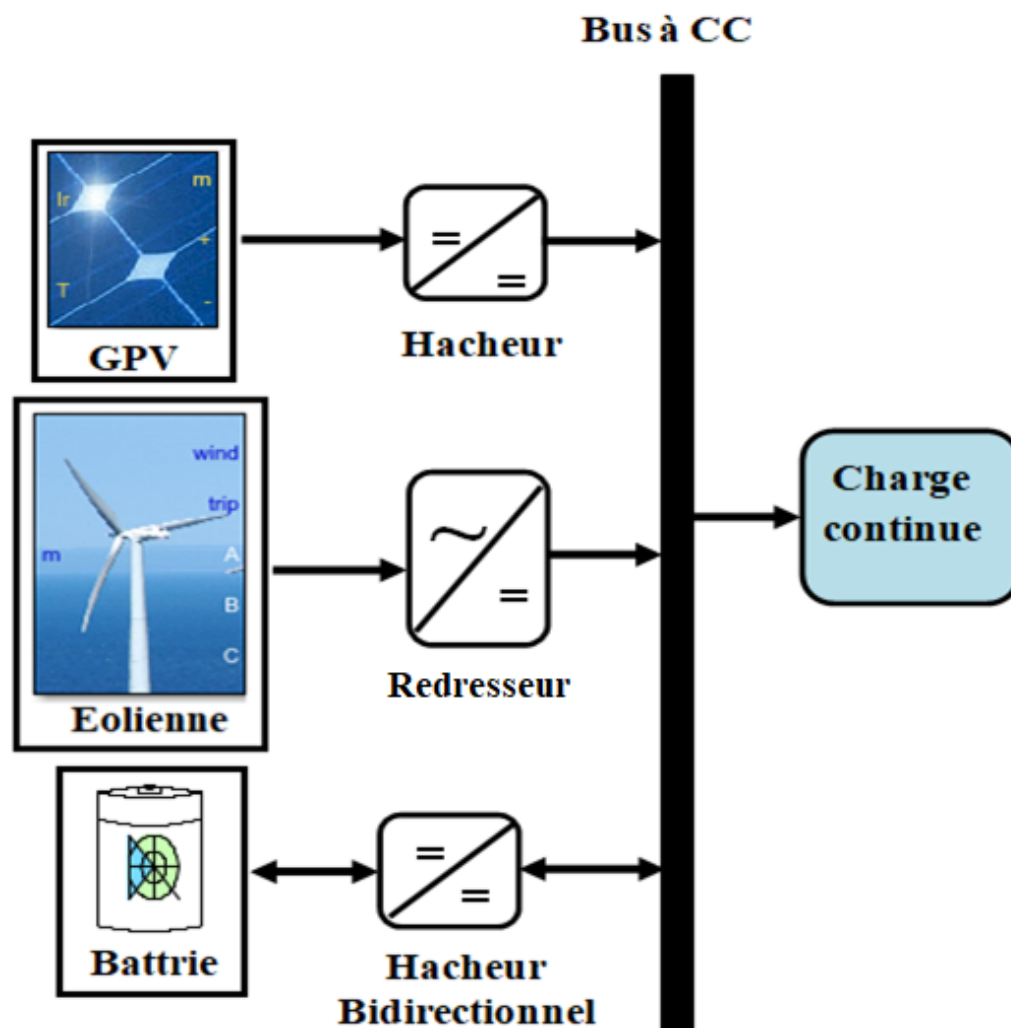 Bus à CC
Ir
m
+
T
-
GPV
=
=
Hacheur
wind
trip
m
A
B
C
Eolienne
~
=
Redresseur
Charge
continue
Battrie
=
=
Hacheur
Bidirectionnel